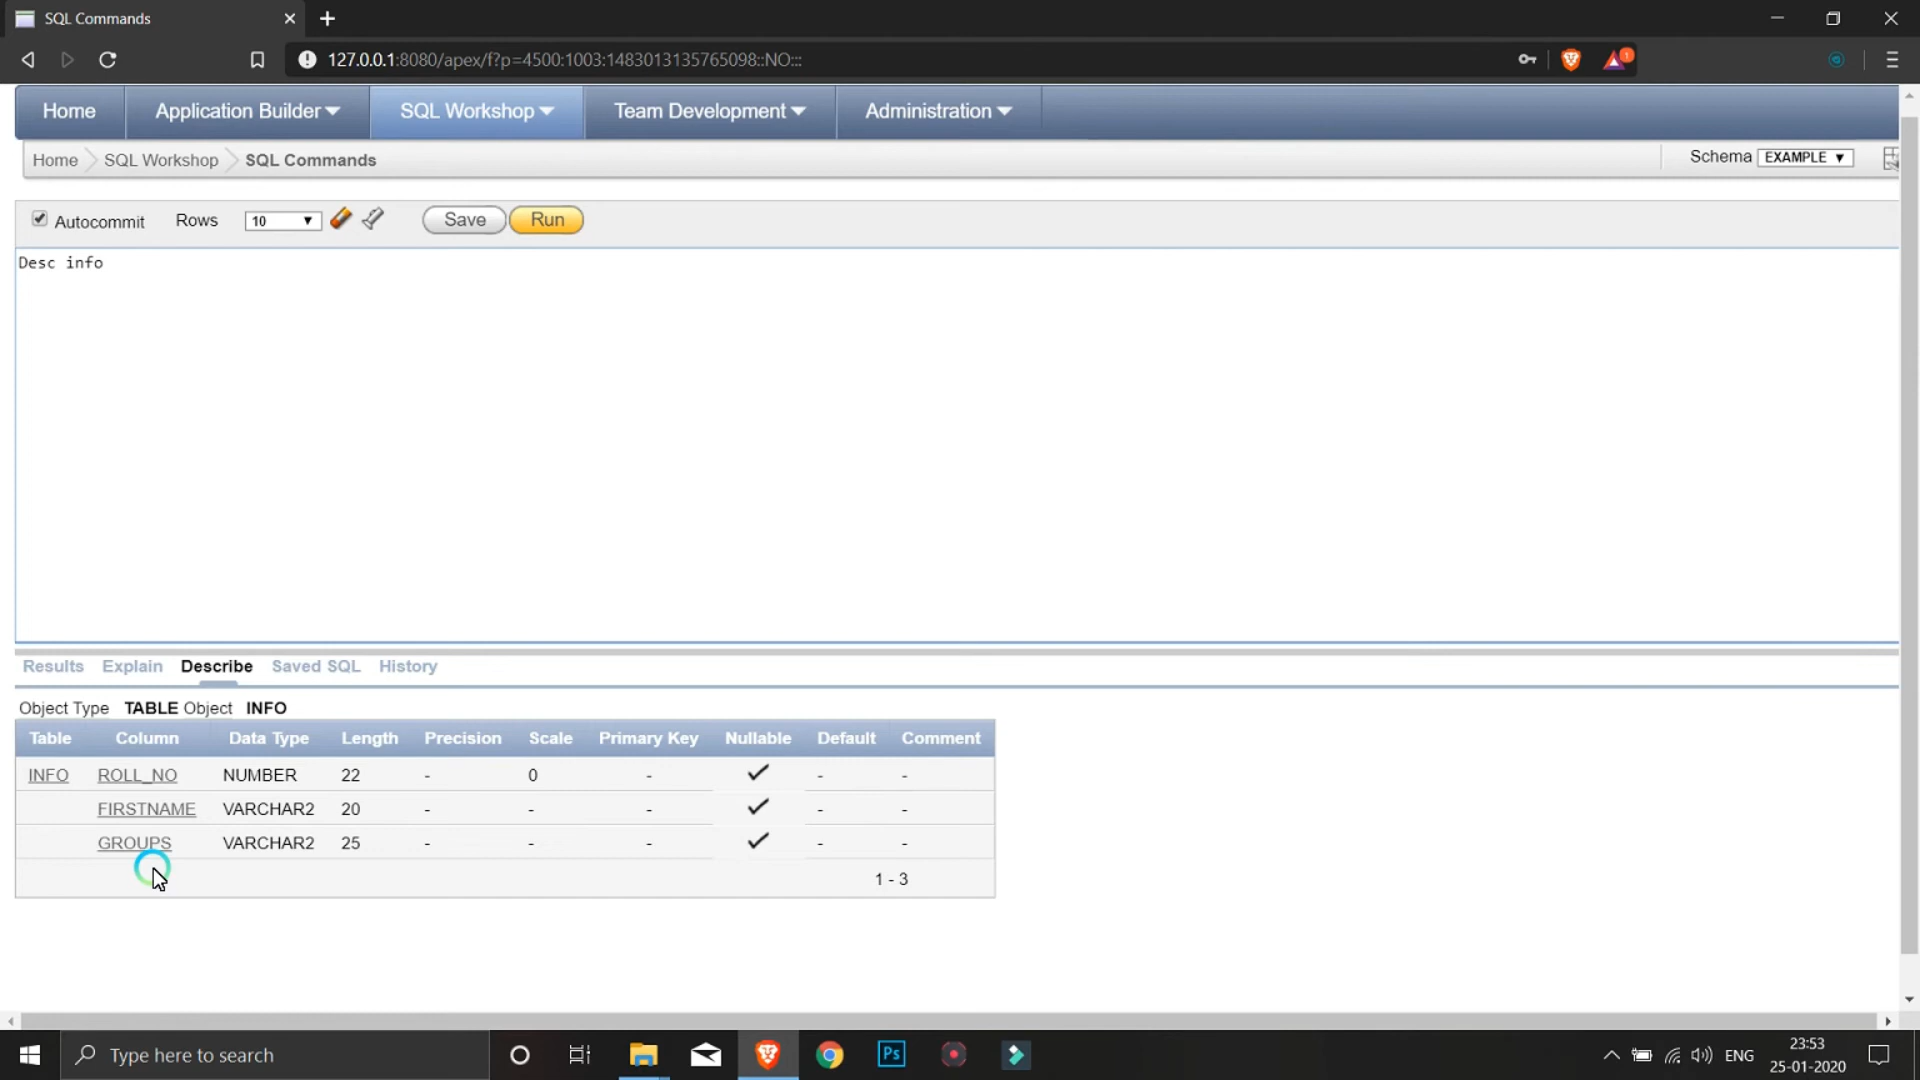 SQL Commands
127.0.0.1:8080/apex/f?p=4500:1003:1483013135765098::NO:::
1
Home Application Builder SQL Workshop Team Development Administration
Home SQL Workshop SQL Commands Schema EXAMPLE
Autocommit Rows 10 Save Run
Desc info
Results Explain Describe Saved SQL History
Object Type TABLE Object INFO
Table Column Data Type Length Precision Scale Primary Key Nullable Default Comment
INFO ROLL_NO NUMBER 22 - 0 - - -
FIRSTNAME VARCHAR2 20 - - - - -
GROUPS VARCHAR2 25 - - - - -
1 - 3
Type here to search Ps ENG 23:53
25-01-2020